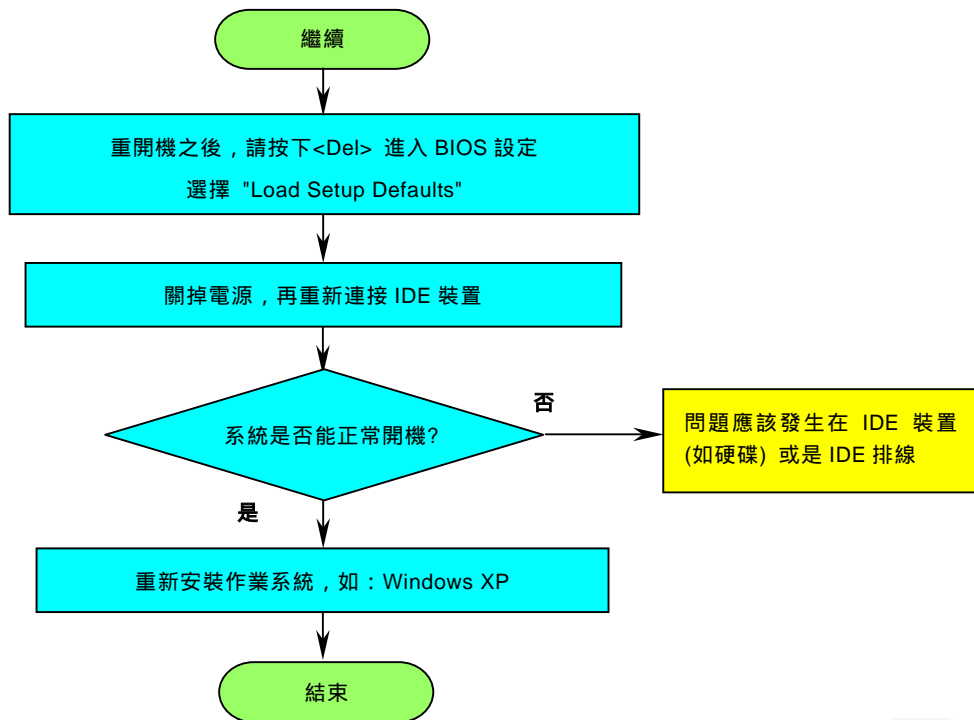 繼續
重開機之後，請按下<Del> 進入 BIOS 設定
選擇 "Load Setup Defaults"
關掉電源，再重新連接 IDE 裝置
系統是否能正常開機?
否
問題應該發生在 IDE 裝置
(如硬碟) 或是 IDE 排線
是
重新安裝作業系統，如：Windows XP
結束